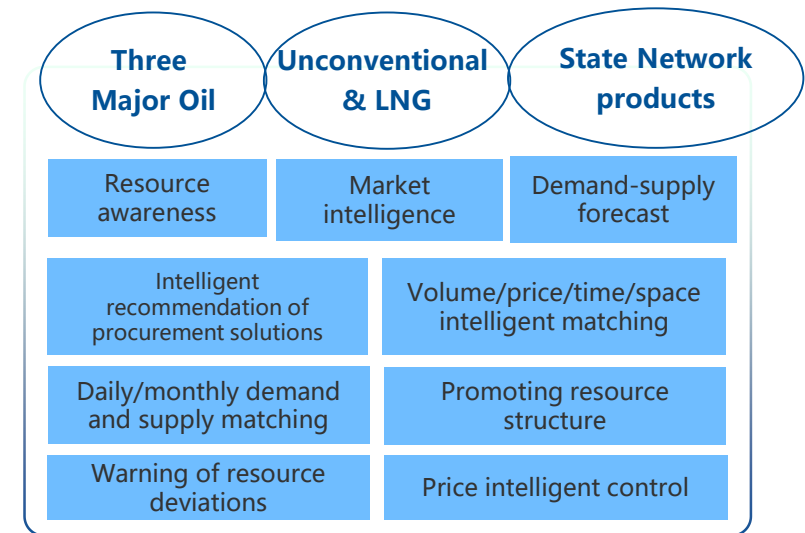 Three
Major Oil
Unconventional
& LNG
State Network
products
Resource
awareness
Market
intelligence
Demand-supply
forecast
Intelligent
recommendation of
procurement solutions
Volume/price/time/space
intelligent matching
Daily/monthly demand
and supply matching
Promoting resource
structure
Warning of resource
deviations
Price intelligent control